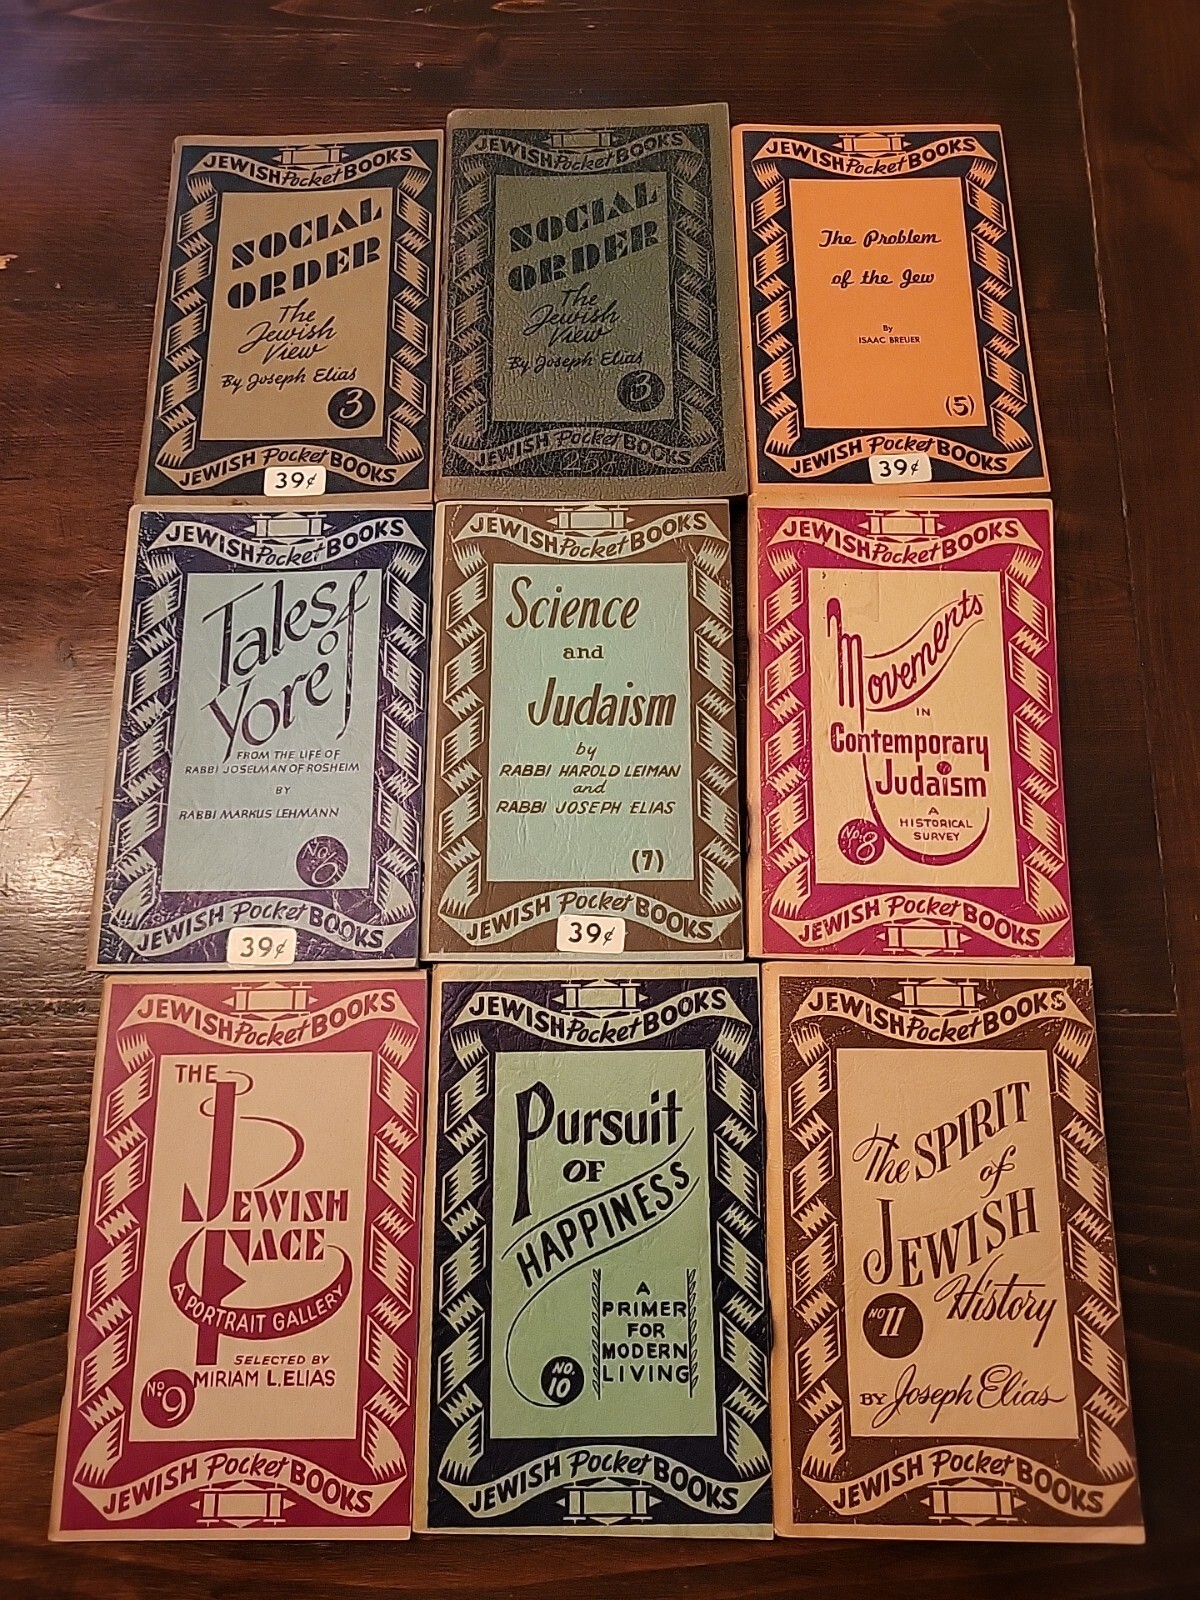 JEWISH Pocket BOOKS
SOCIAL
ORDER
The
Jewish
View
By Joseph Elias
3
JEWISH Pocket BOOKS
39¢
JEWISH Pocket BOOKS
SOCIAL
ORDER
The
Jewish
View
By Joseph Elias
3
JEWISH Pocket BOOKS
25¢
JEWISH Pocket BOOKS
The Problem
of the Jew
By
ISAAC BREUER
(5)
JEWISH Pocket BOOKS
39¢
JEWISH Pocket BOOKS
Tales of
Yore
FROM THE LIFE OF
RABBI JOSELMAN OF ROSHEIM
BY
RABBI MARKUS LEHMANN
No 6
JEWISH Pocket BOOKS
39¢
JEWISH Pocket BOOKS
Science
and
Judaism
by
RABBI HAROLD LEIMAN
and
RABBI JOSEPH ELIAS
(7)
JEWISH Pocket BOOKS
39¢
JEWISH Pocket BOOKS
Movements
IN
Contemporary
Judaism
A
HISTORICAL
SURVEY
No. 8
JEWISH Pocket BOOKS
JEWISH Pocket BOOKS
THE
JEWISH
FACE
A PORTRAIT GALLERY
SELECTED BY
MIRIAM L. ELIAS
No 9
JEWISH Pocket BOOKS
JEWISH Pocket BOOKS
Pursuit
OF
HAPPINESS
A
PRIMER
FOR
MODERN
LIVING
NO.
10
JEWISH Pocket BOOKS
JEWISH Pocket BOOKS
The SPIRIT
of
JEWISH
History
NO 11
BY Joseph Elias
JEWISH Pocket BOOKS